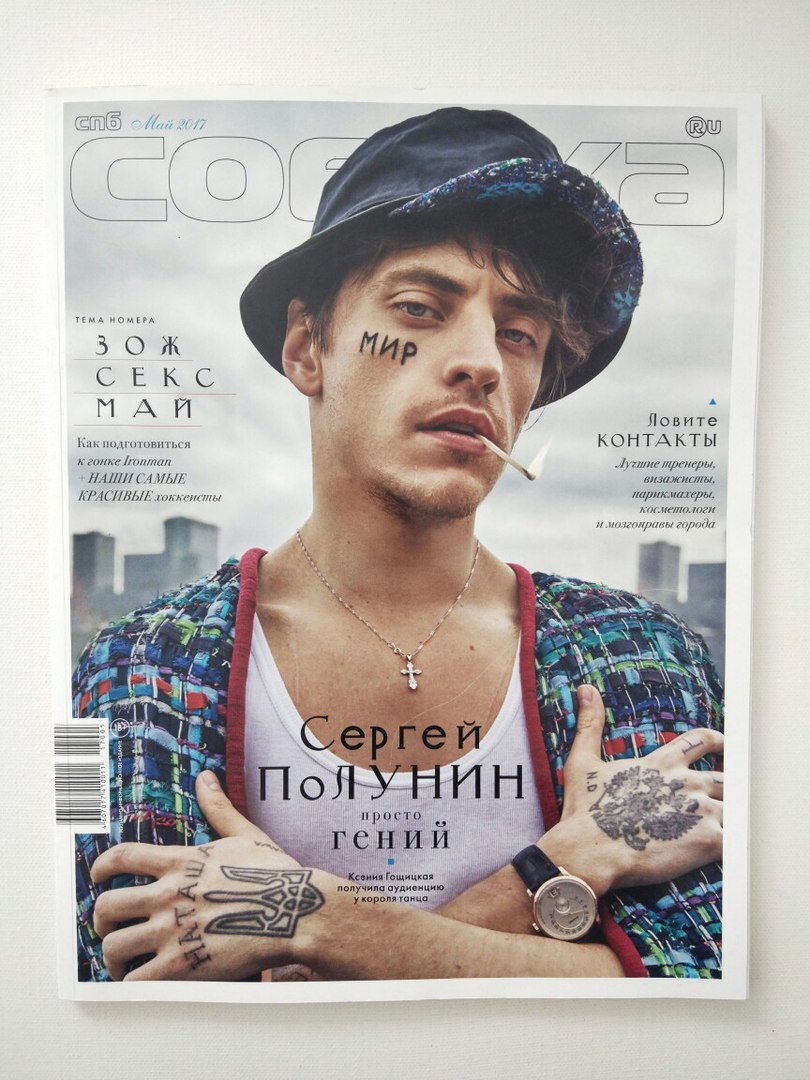 спб Май 2017
СОБАКА ®RU
ТЕМА НОМЕРА
ЗОЖ
СЕКС
МАЙ
Как подготовиться
к гонке Ironman
+ НАШИ САМЫЕ
КРАСИВЫЕ хоккеисты
МИР
Ловите
КОНТАКТЫ
Лучшие тренеры,
визажисты,
парикмахеры,
косметологи
и мозгоправы города
Сергей
ПОЛУНИН
просто
гений
Ксения Гощицкая
получила аудиенцию
у короля танца
НАТАША
N.D
18+